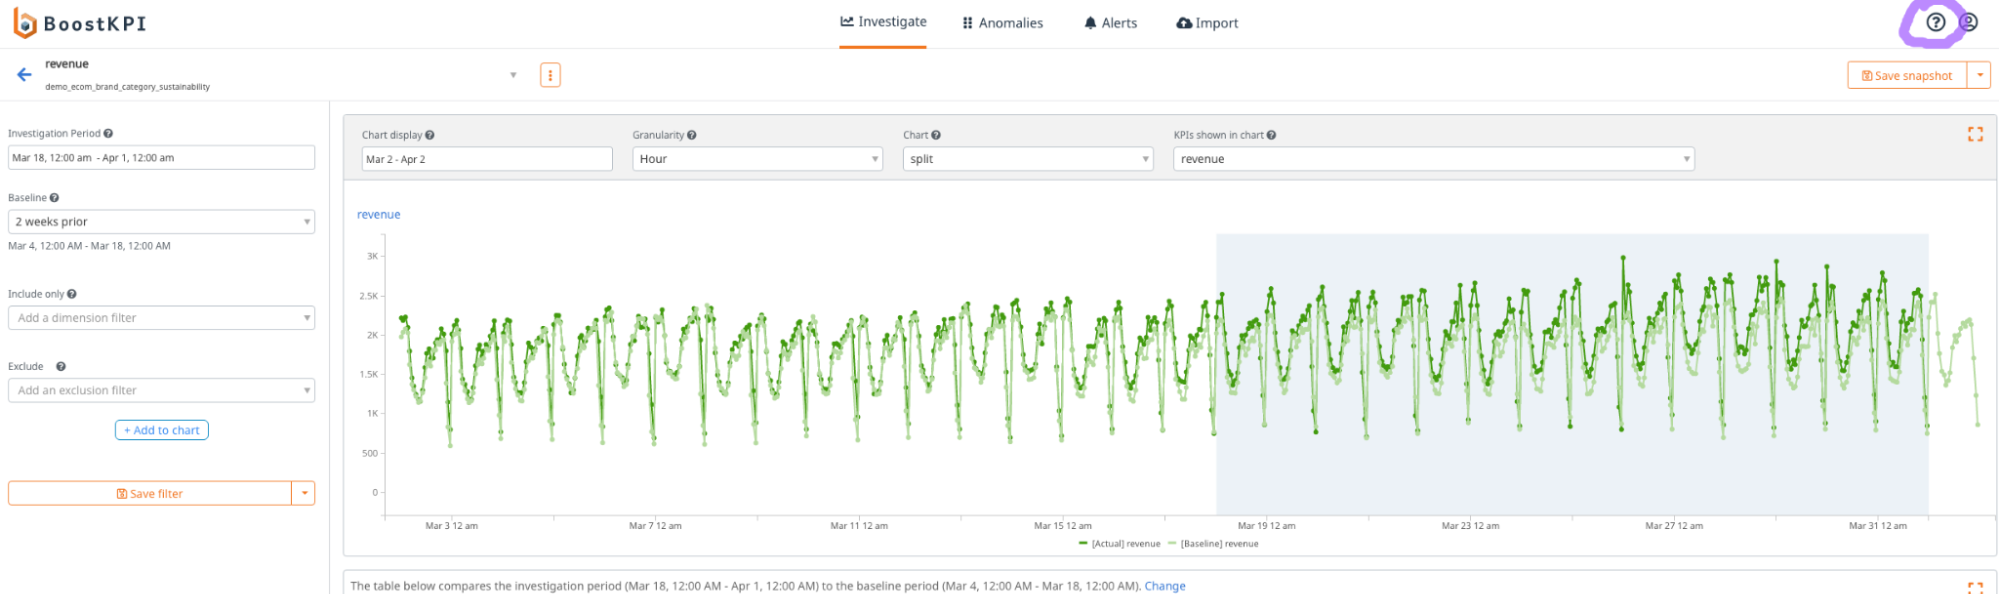 BoostKPI
Investigate Anomalies Alerts Import
revenue
demo_ecom_brand_category_sustainability
Save snapshot
Investigation Period
Mar 18, 12:00 am - Apr 1, 12:00 am
Baseline
2 weeks prior
Mar 4, 12:00 AM - Mar 18, 12:00 AM
Include only
Add a dimension filter
Exclude
Add an exclusion filter
+ Add to chart
Save filter
Chart display Granularity Chart KPIs shown in chart
Mar 2 - Apr 2 Hour split revenue
revenue
3K
2.5K
2K
1.5K
1K
500
0
Mar 3 12 am Mar 7 12 am Mar 11 12 am Mar 15 12 am Mar 19 12 am Mar 23 12 am Mar 27 12 am Mar 31 12 am
[Actual] revenue [Baseline] revenue
The table below compares the investigation period (Mar 18, 12:00 AM - Apr 1, 12:00 AM) to the baseline period (Mar 4, 12:00 AM - Mar 18, 12:00 AM). Change